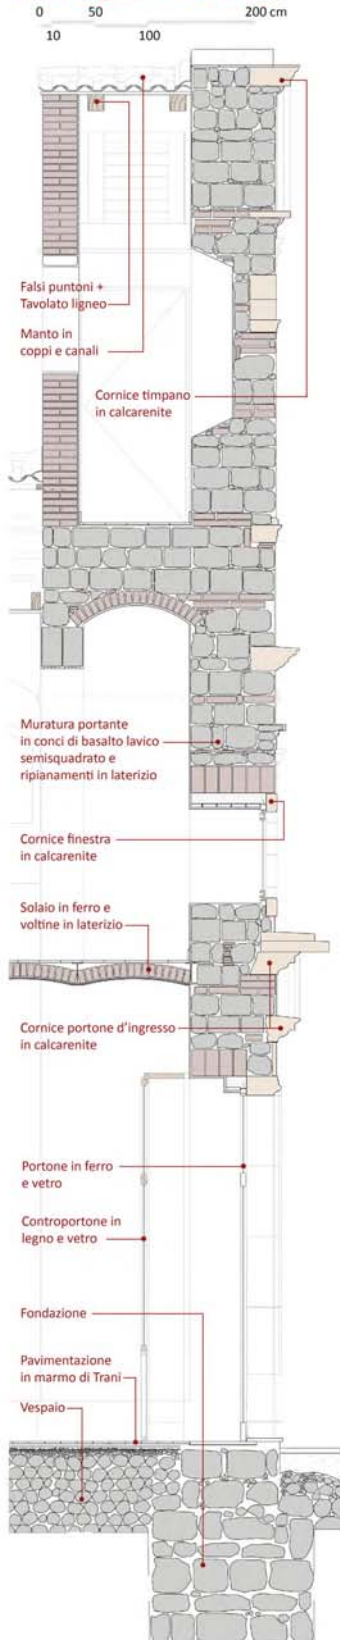 0 50 200 cm
10 100
Falsi puntoni +
Tavolato ligneo
Manto in
coppi e canali
Cornice timpano
in calcarenite
Muratura portante
in conci di basalto lavico
semisquadrato e
ripianamenti in laterizio
Cornice finestra
in calcarenite
Solaio in ferro e
voltine in laterizio
Cornice portone d'ingresso
in calcarenite
Portone in ferro
e vetro
Controportone in
legno e vetro
Fondazione
Pavimentazione
in marmo di Trani
Vespaio